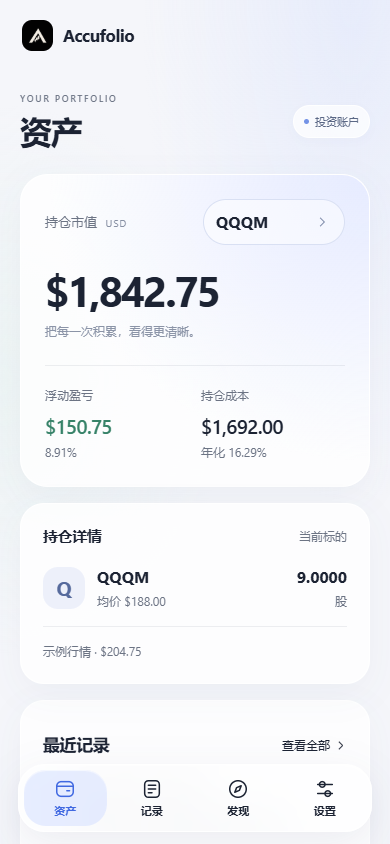 Accufolio
YOUR PORTFOLIO
资产
投资账户
持仓市值 USD
QQQM
$1,842.75
把每一次积累，看得更清晰。
浮动盈亏 持仓成本
$150.75 $1,692.00
8.91% 年化 16.29%
持仓详情 当前标的
Q
QQQM 9.0000
均价 $188.00 股
示例行情 · $204.75
最近记录 查看全部
资产 记录 发现 设置